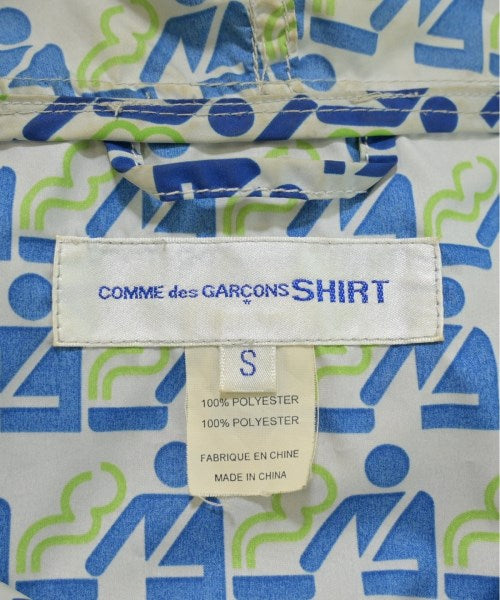 COMME des GARÇONS SHIRT
S
100% POLYESTER
100% POLYESTER
FABRIQUE EN CHINE
MADE IN CHINA